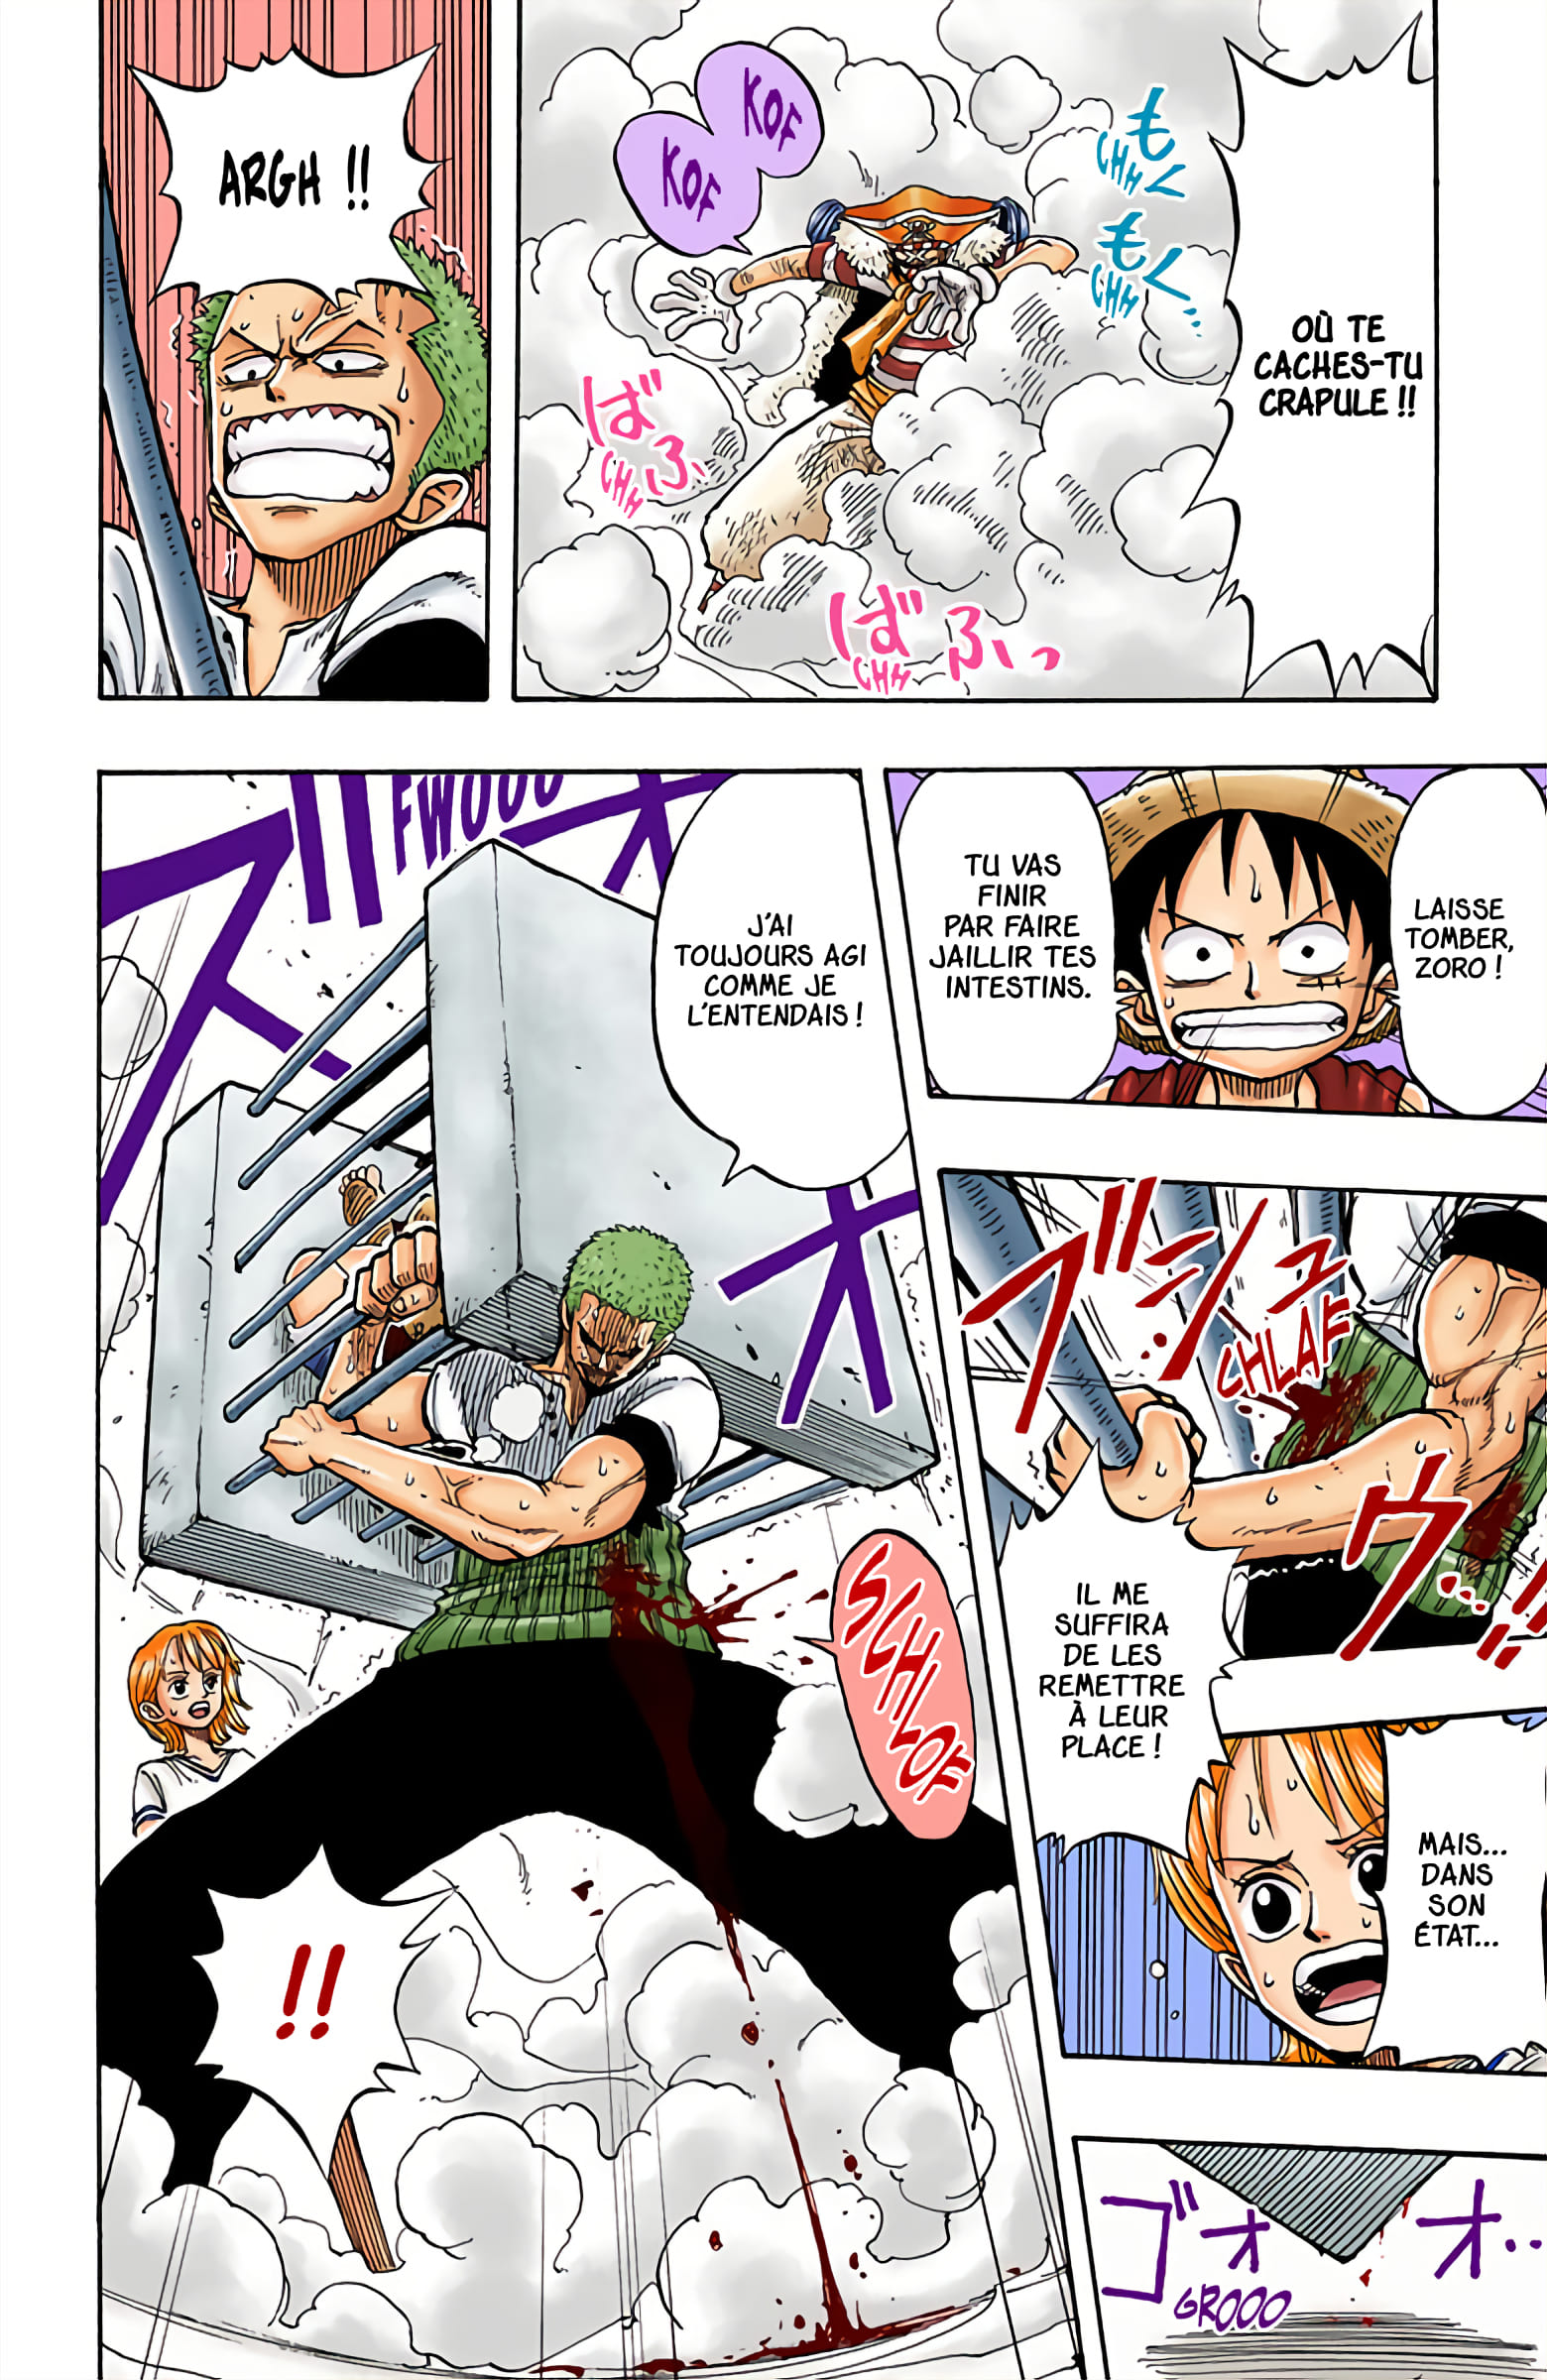 OÙ TE
CACHES-TU
CRAPULE !!
もく
CHH
もく...
CHH
KOF
KOF
ばふ
CHH
ばふっ
CHH
ARGH !!
LAISSE
TOMBER,
ZORO !
TU VAS
FINIR
PAR FAIRE
JAILLIR TES
INTESTINS.
ブシュ
CHLAF
ウ...!!
IL ME
SUFFIRA
DE LES
REMETTRE
À LEUR
PLACE !
MAIS...
DANS
SON
ÉTAT...
ゴオオ...
GROOO
J'AI
TOUJOURS AGI
COMME JE
L'ENTENDAIS !
ズオオ
FWOOO
SCHLOF
!!